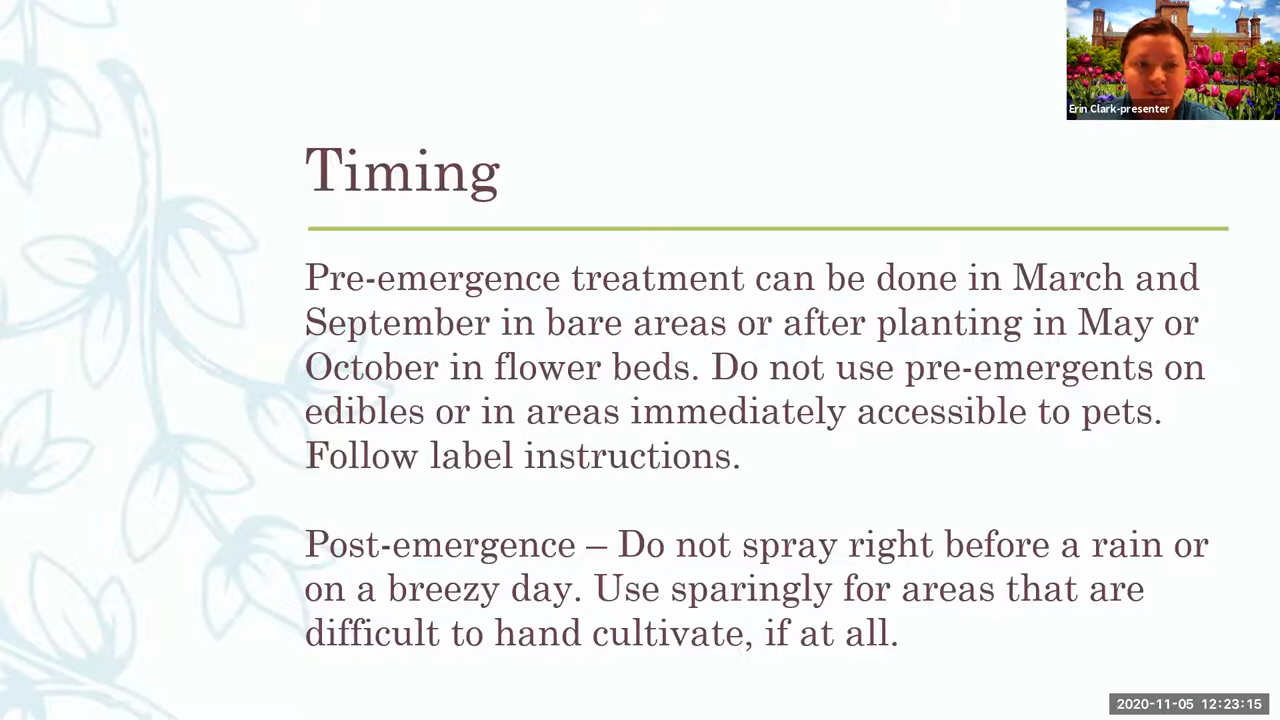 Erin Clark-presenter
Timing
Pre-emergence treatment can be done in March and
September in bare areas or after planting in May or
October in flower beds. Do not use pre-emergents on
edibles or in areas immediately accessible to pets.
Follow label instructions.
Post-emergence – Do not spray right before a rain or
on a breezy day. Use sparingly for areas that are
difficult to hand cultivate, if at all.
2020-11-05 12:23:15